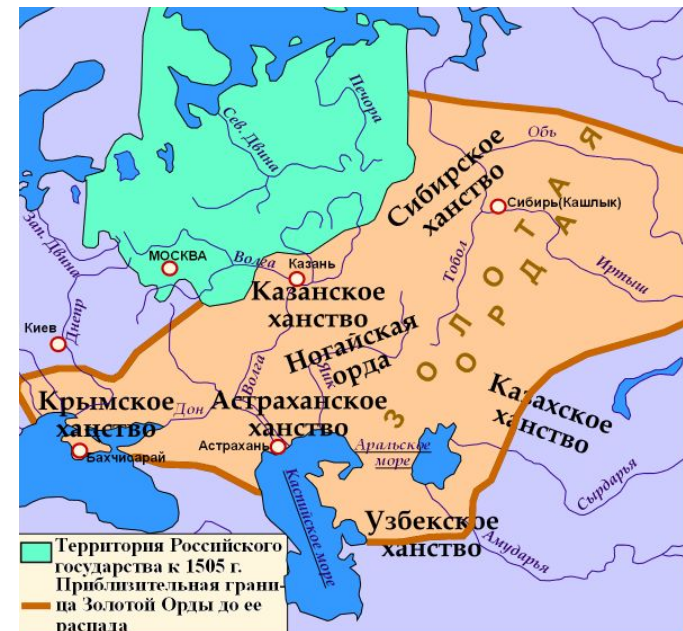 Печора
Сев. Двина
Обь
Сибирское
ханство
Сибирь(Кашлык)
Зап. Двина
МОСКВА
Волга
Казань
Тобол
Иртыш
ЗОЛОТАЯ
ОРДА
Казанское
ханство
Киев
Днепр
Ногайская
орда
Волга
Яик
Казахское
ханство
Крымское
ханство
Дон
Астраханское
ханство
Бахчисарай
Астрахань
Аральское
море
Каспийское море
Сырдарья
Узбекское
ханство
Амударья
Территория Российского
государства к 1505 г.
Приблизительная грани-
ца Золотой Орды до ее
распада